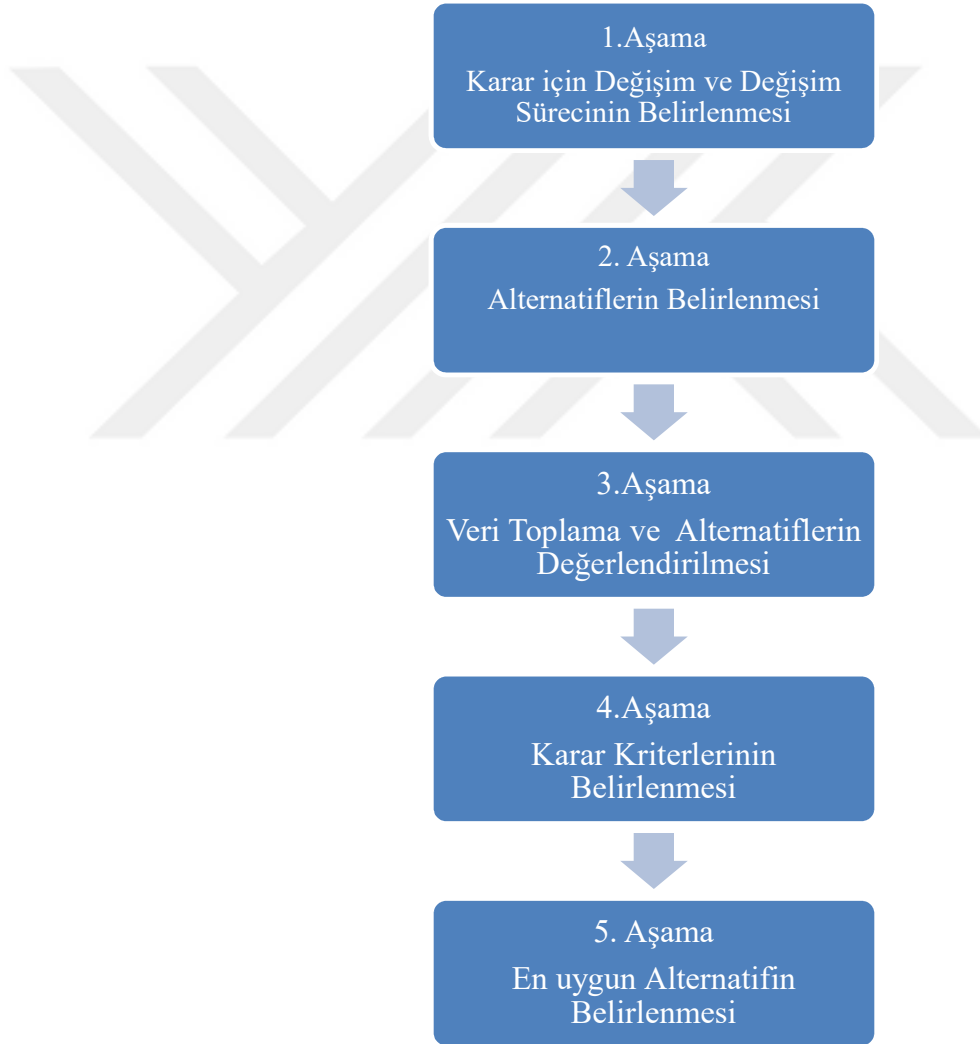 1.Aşama
Karar için Değişim ve Değişim
Sürecinin Belirlenmesi
2. Aşama
Alternatiflerin Belirlenmesi
3.Aşama
Veri Toplama ve Alternatiflerin
Değerlendirilmesi
4.Aşama
Karar Kriterlerinin
Belirlenmesi
5. Aşama
En uygun Alternatifin
Belirlenmesi